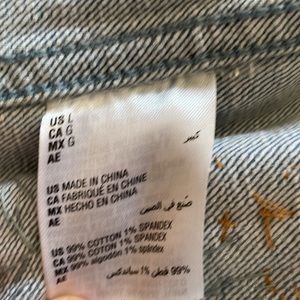 US L
CA G
MX G
AE كبير
US MADE IN CHINA
CA FABRIQUÉ EN CHINE
MX HECHO EN CHINA
AE صنع في الصين
US 99% COTTON 1% SPANDEX
CA 99% COTON 1% SPANDEX
MX 99% algodón 1% spandex
AE 99% قطن 1% سباندكس